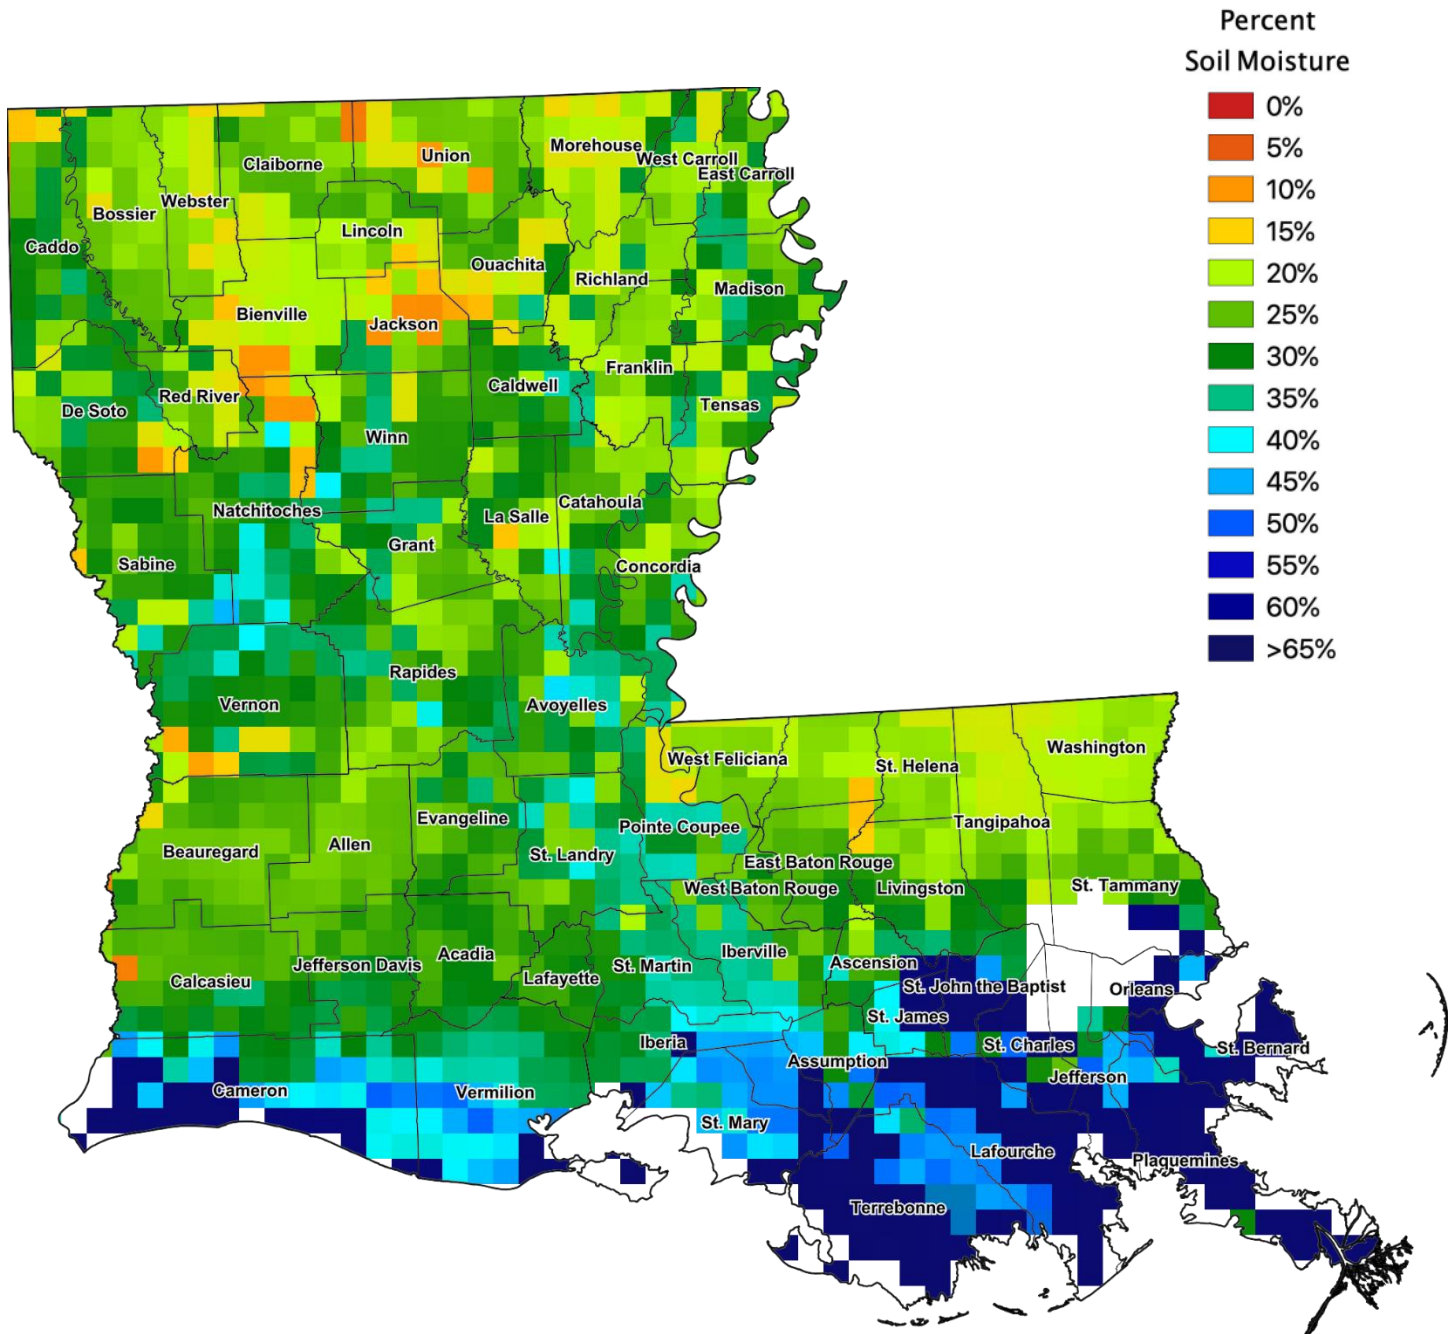 Percent
Soil Moisture
0%
5%
10%
15%
20%
25%
30%
35%
40%
45%
50%
55%
60%
>65%
Morehouse
West Carroll
Union
Claiborne
East Carroll
Webster
Bossier
Lincoln
Caddo
Ouachita
Richland
Madison
Bienville
Jackson
Franklin
Caldwell
Red River
Tensas
De Soto
Winn
Catahoula
Natchitoches
La Salle
Grant
Sabine
Concordia
Rapides
Vernon
Avoyelles
Washington
West Feliciana
St. Helena
Evangeline
Tangipahoa
Pointe Coupee
Allen
Beauregard
St. Landry
East Baton Rouge
St. Tammany
West Baton Rouge
Livingston
Iberville
Acadia
Ascension
Jefferson Davis
St. Martin
Lafayette
Calcasieu
St. John the Baptist
Orleans
St. James
Iberia
St. Charles
St. Bernard
Assumption
Jefferson
Cameron
Vermilion
St. Mary
Lafourche
Plaquemines
Terrebonne